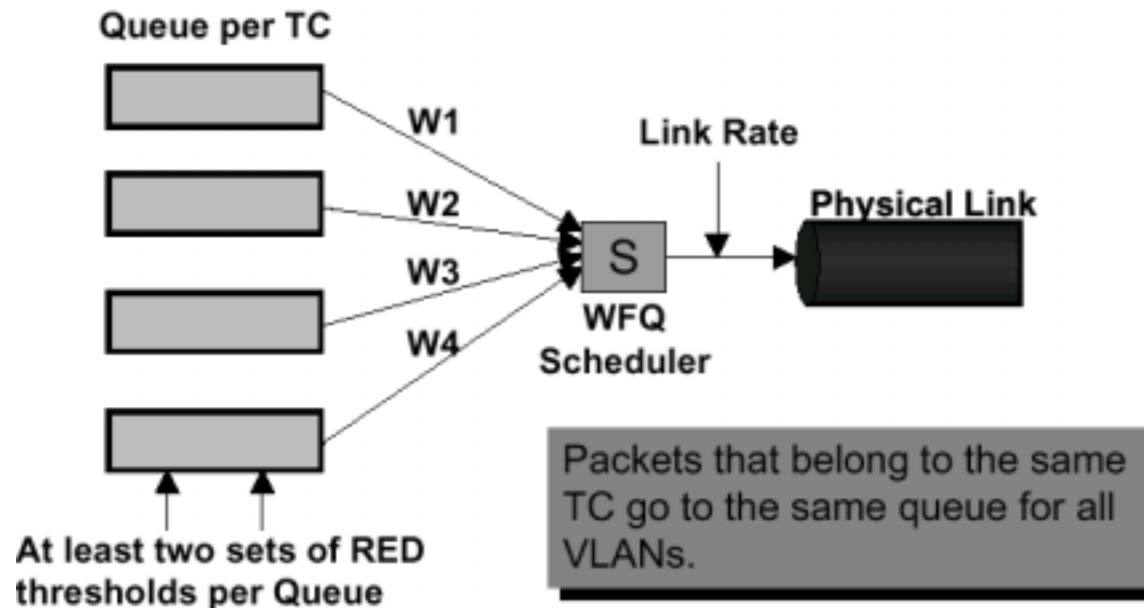 Queue per TC
W1
W2
W3
W4
Link Rate
Physical Link
S
WFQ
Scheduler
Packets that belong to the same
TC go to the same queue for all
VLANs.
At least two sets of RED
thresholds per Queue